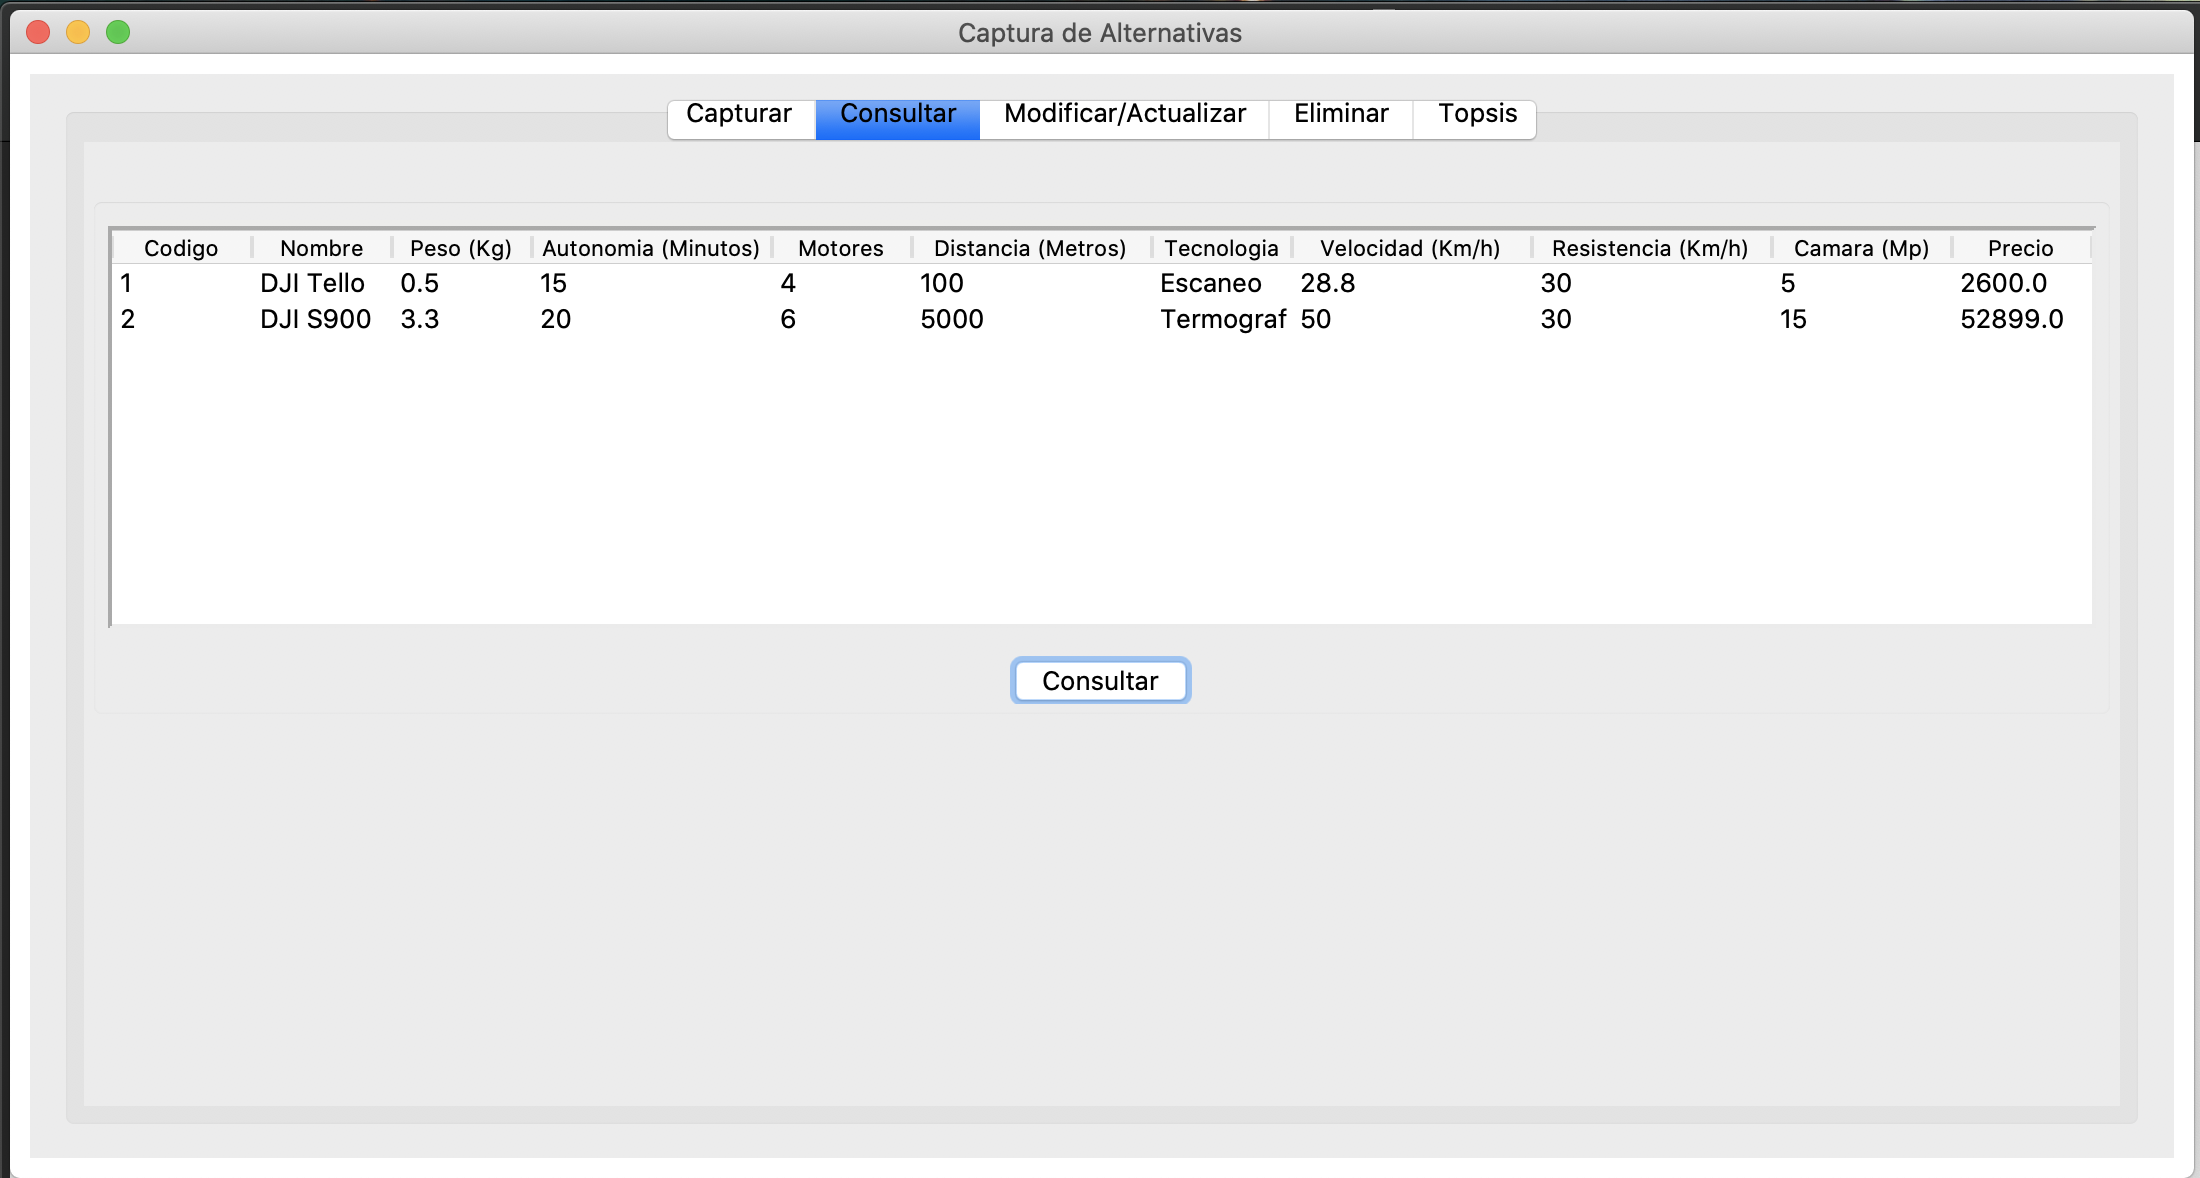 Captura de Alternativas
Capturar Consultar Modificar/Actualizar Eliminar Topsis
Codigo Nombre Peso (Kg) Autonomia (Minutos) Motores Distancia (Metros) Tecnologia Velocidad (Km/h) Resistencia (Km/h) Camara (Mp) Precio
1 DJI Tello 0.5 15 4 100 Escaneo 28.8 30 5 2600.0
2 DJI S900 3.3 20 6 5000 Termograf 50 30 15 52899.0
Consultar